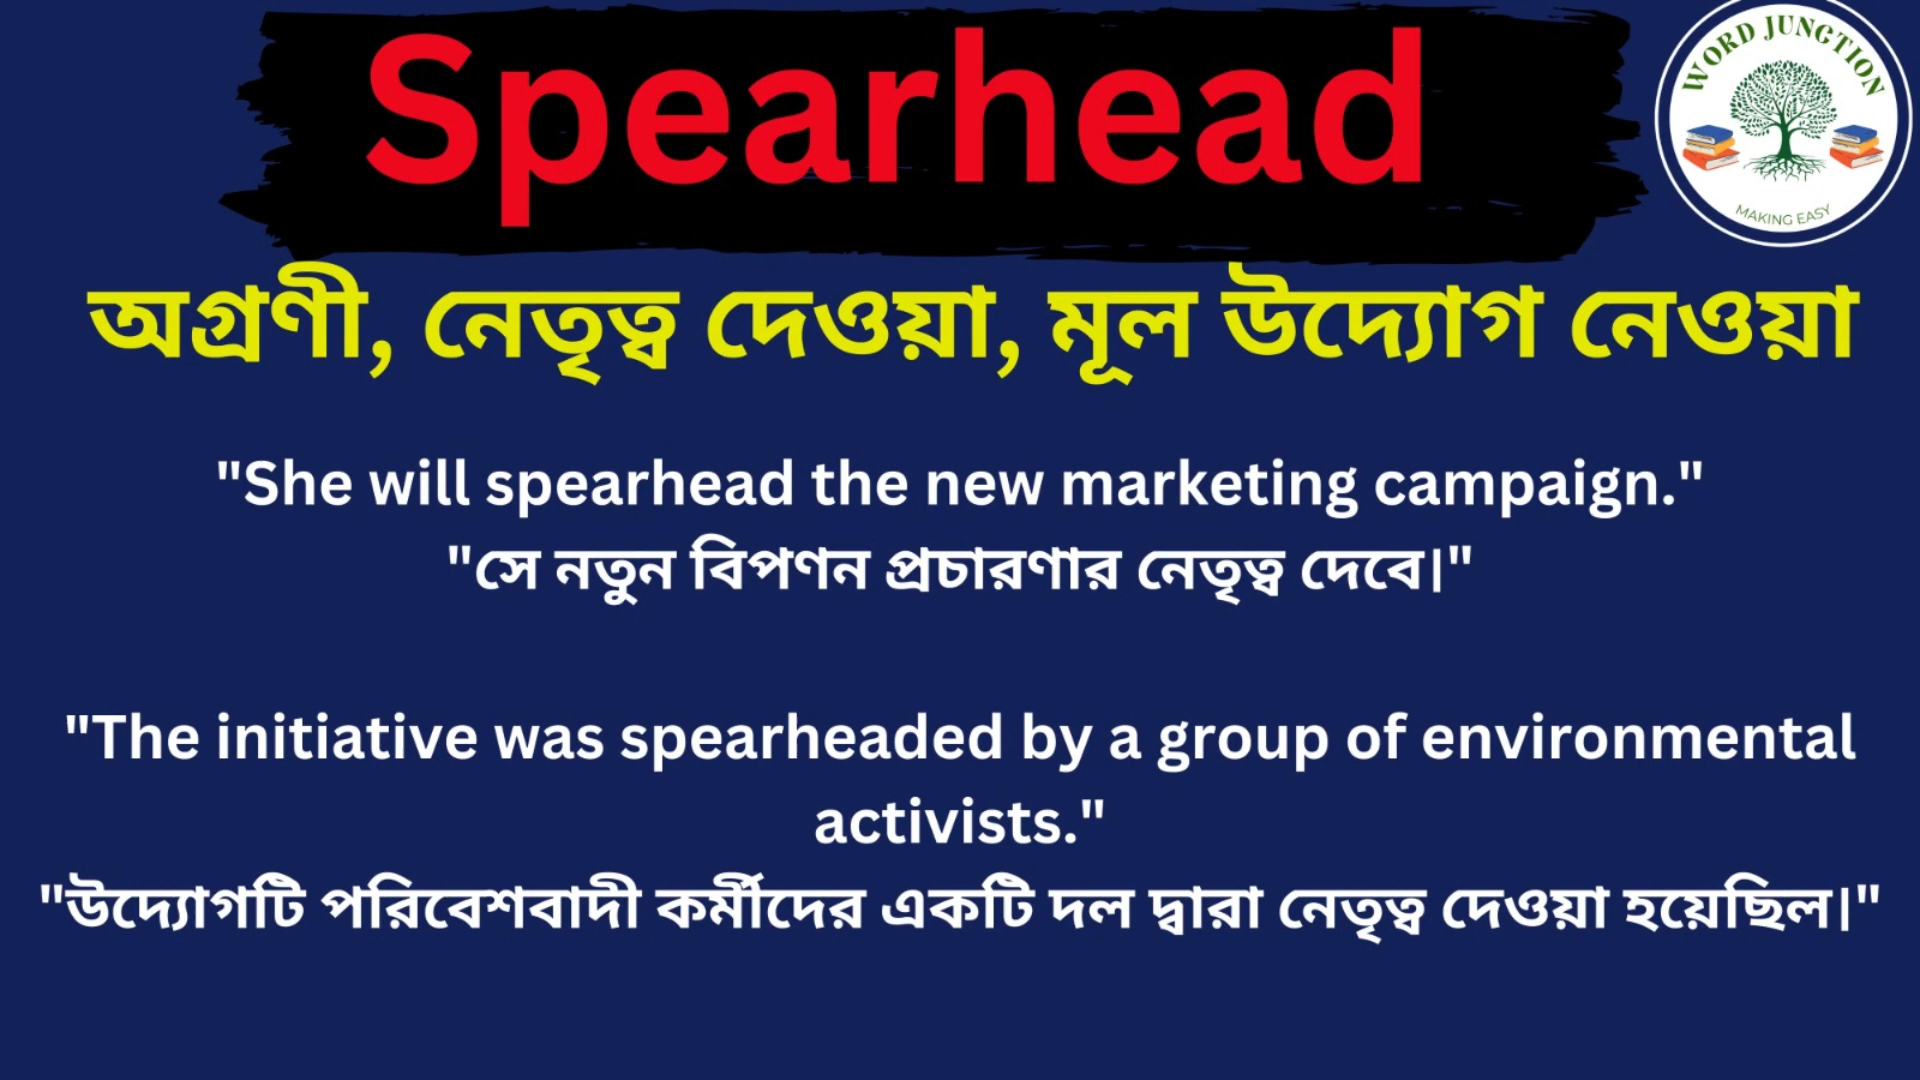 Spearhead
WORD JUNCTION
MAKING EASY
অগ্রণী, নেতৃত্ব দেওয়া, মূল উদ্যোগ নেওয়া
"She will spearhead the new marketing campaign."
"সে নতুন বিপণন প্রচারণার নেতৃত্ব দেবে।"
"The initiative was spearheaded by a group of environmental
activists."
"উদ্যোগটি পরিবেশবাদী কর্মীদের একটি দল দ্বারা নেতৃত্ব দেওয়া হয়েছিল।"